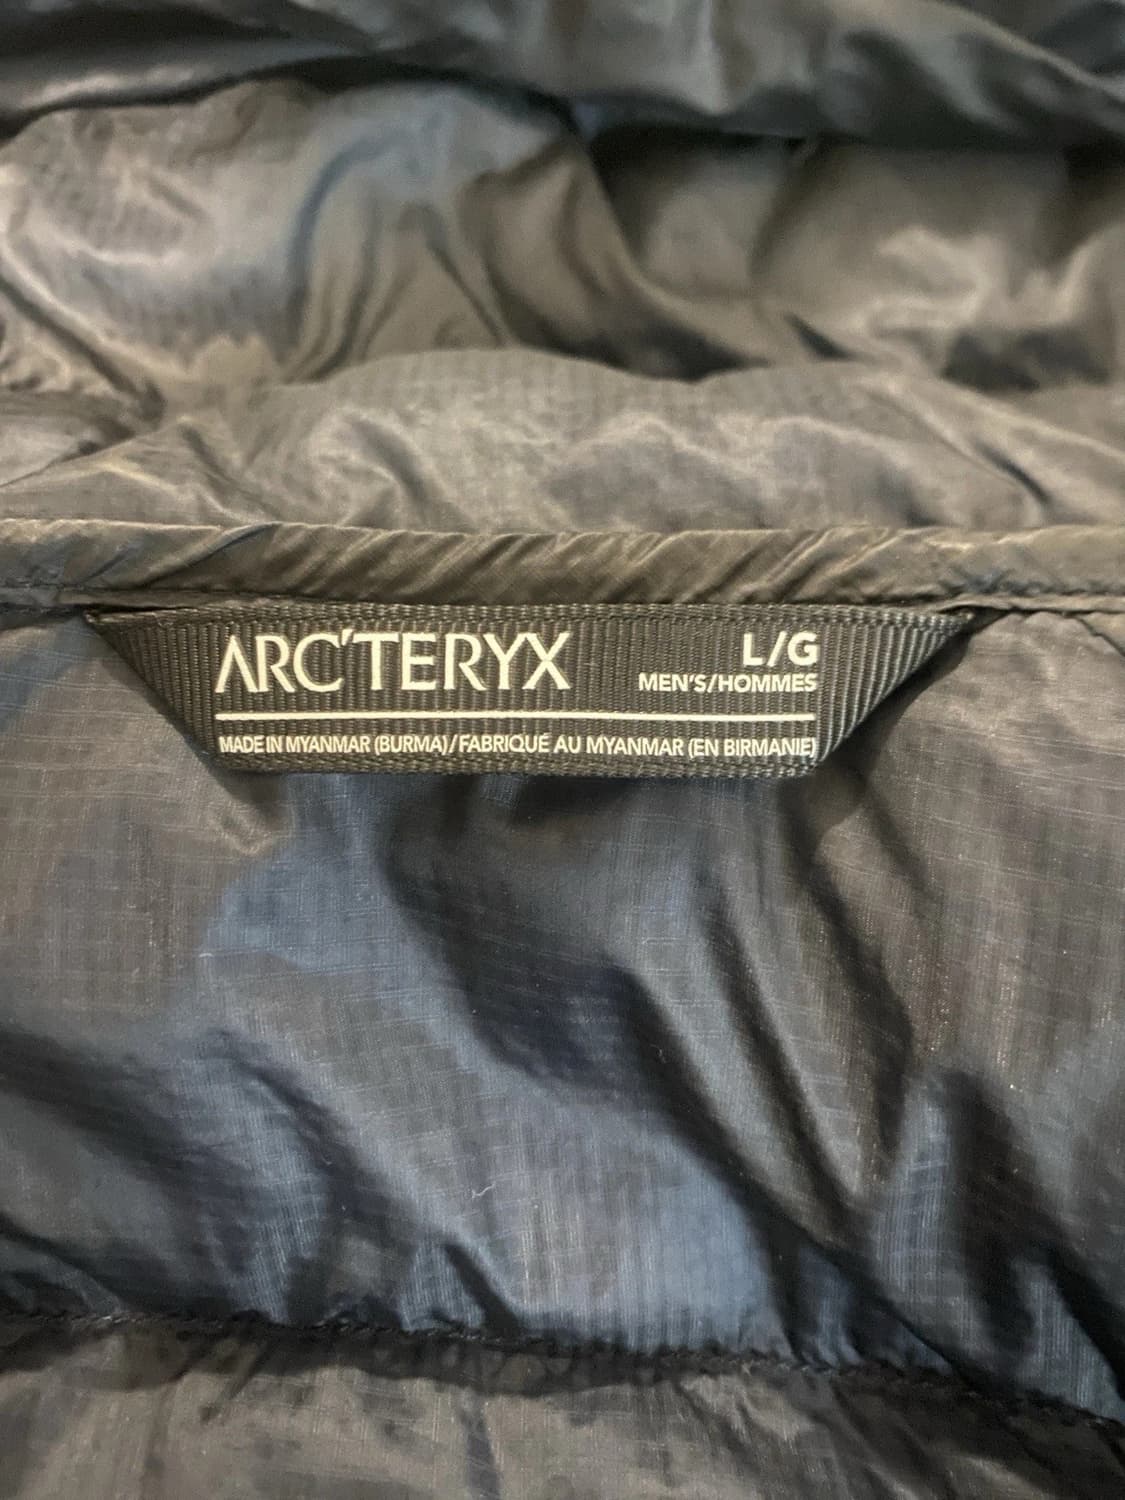 ARC'TERYX
L/G
MEN'S/HOMMES
MADE IN MYANMAR (BURMA)/FABRIQUÉ AU MYANMAR (EN BIRMANIE)